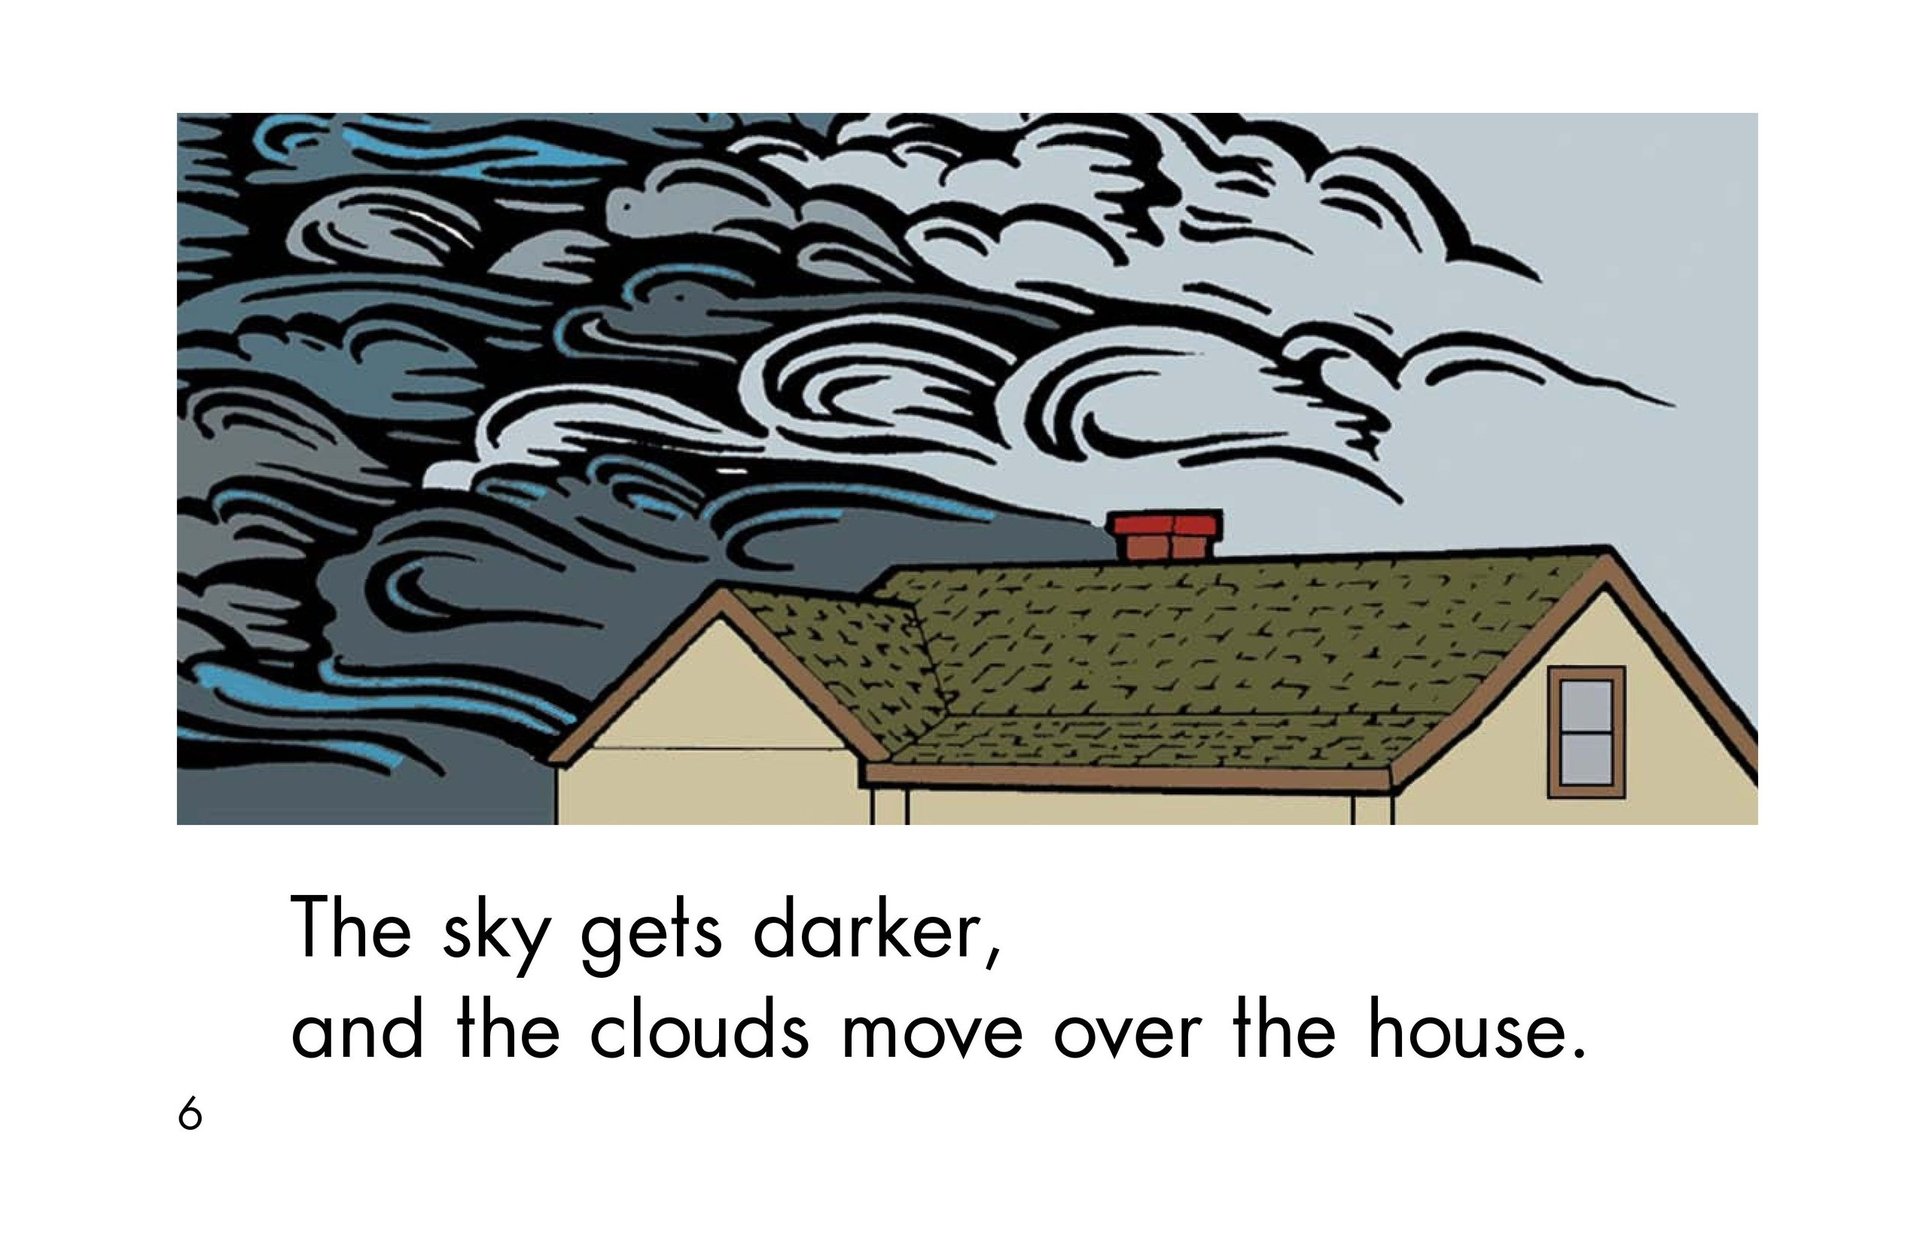 The sky gets darker,
and the clouds move over the house.
6